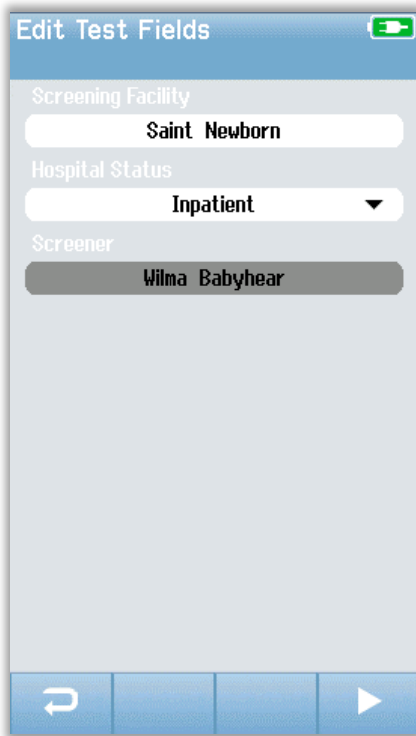 Edit Test Fields
Screening Facility
Saint Newborn
Hospital Status
Inpatient
Screener
Wilma Babyhear